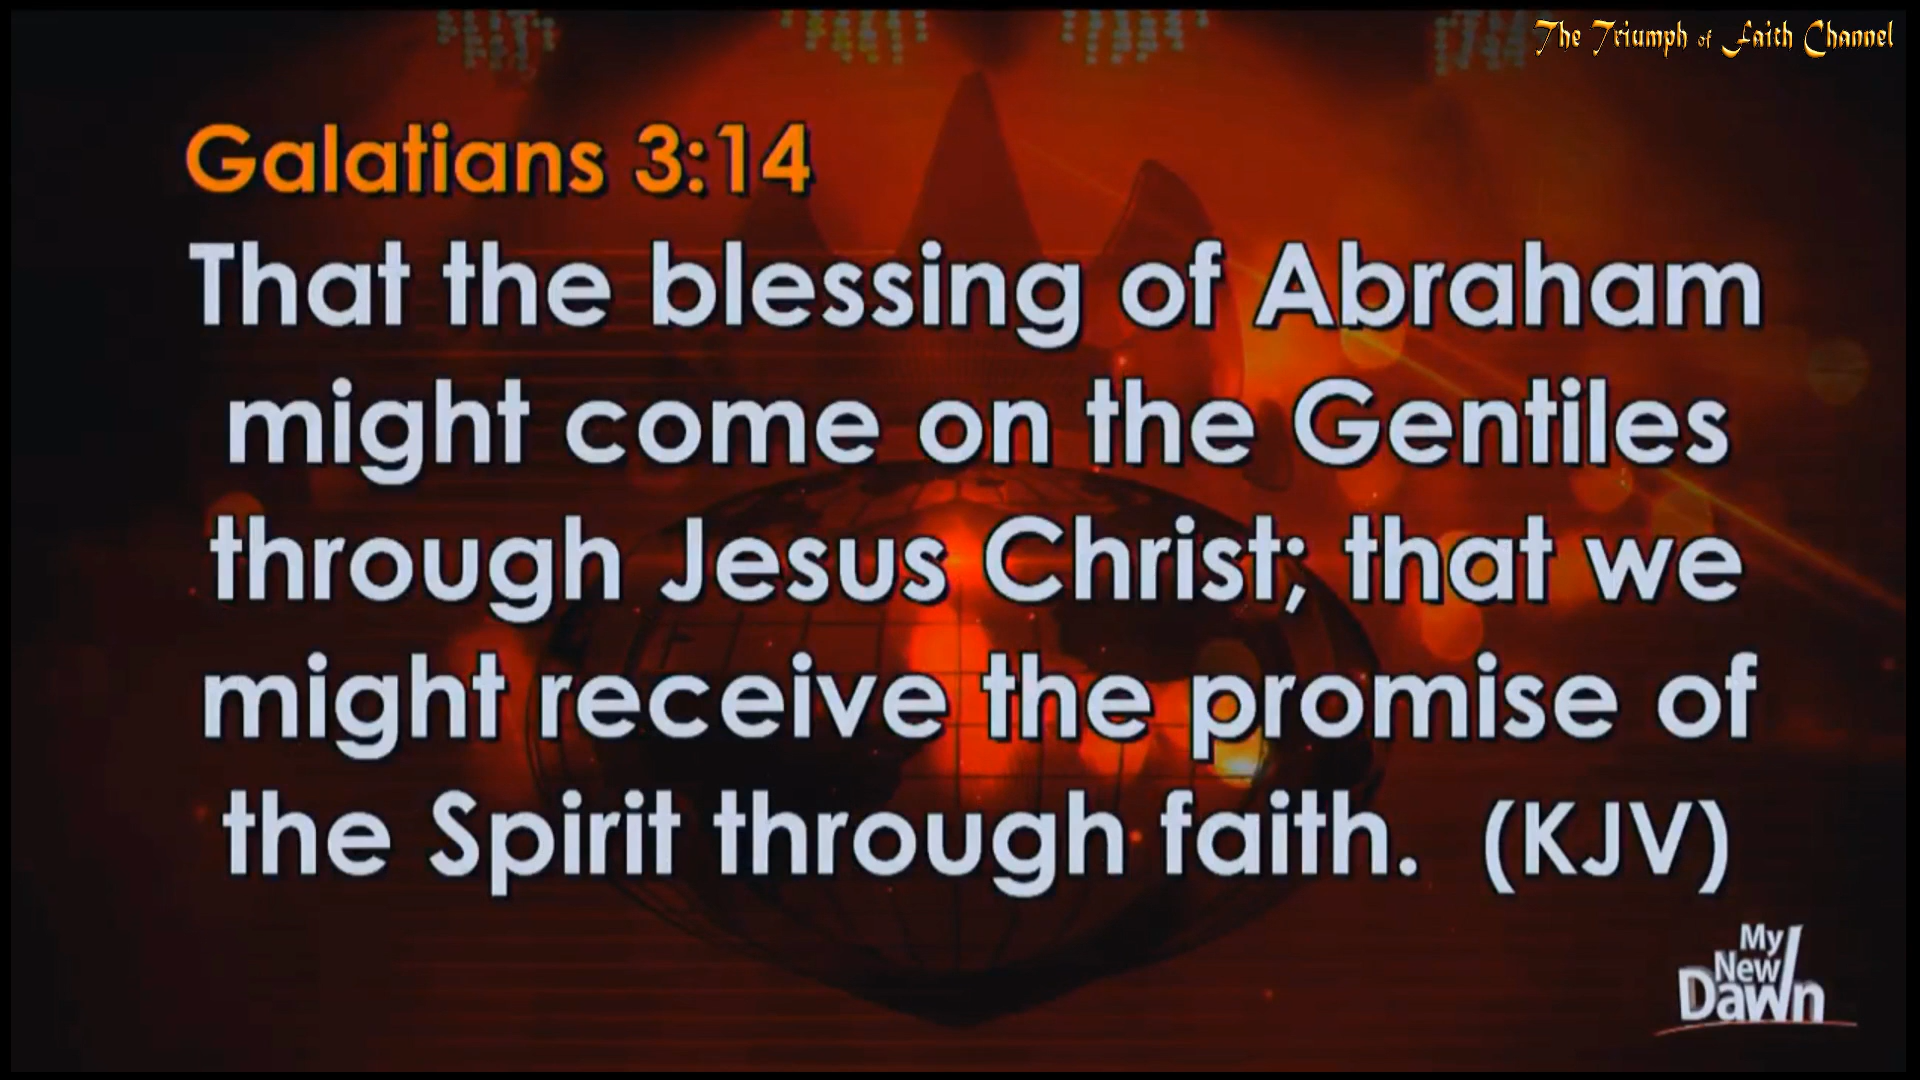 The Triumph of Faith Channel
Galatians 3:14
That the blessing of Abraham
might come on the Gentiles
through Jesus Christ; that we
might receive the promise of
the Spirit through faith. (KJV)
My
New
Dawn